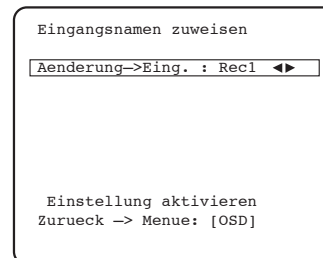 Eingangsnamen zuweisen
Aenderung—>Eing. : Rec1 ◄►
Einstellung aktivieren
Zurueck —> Menue: [OSD]